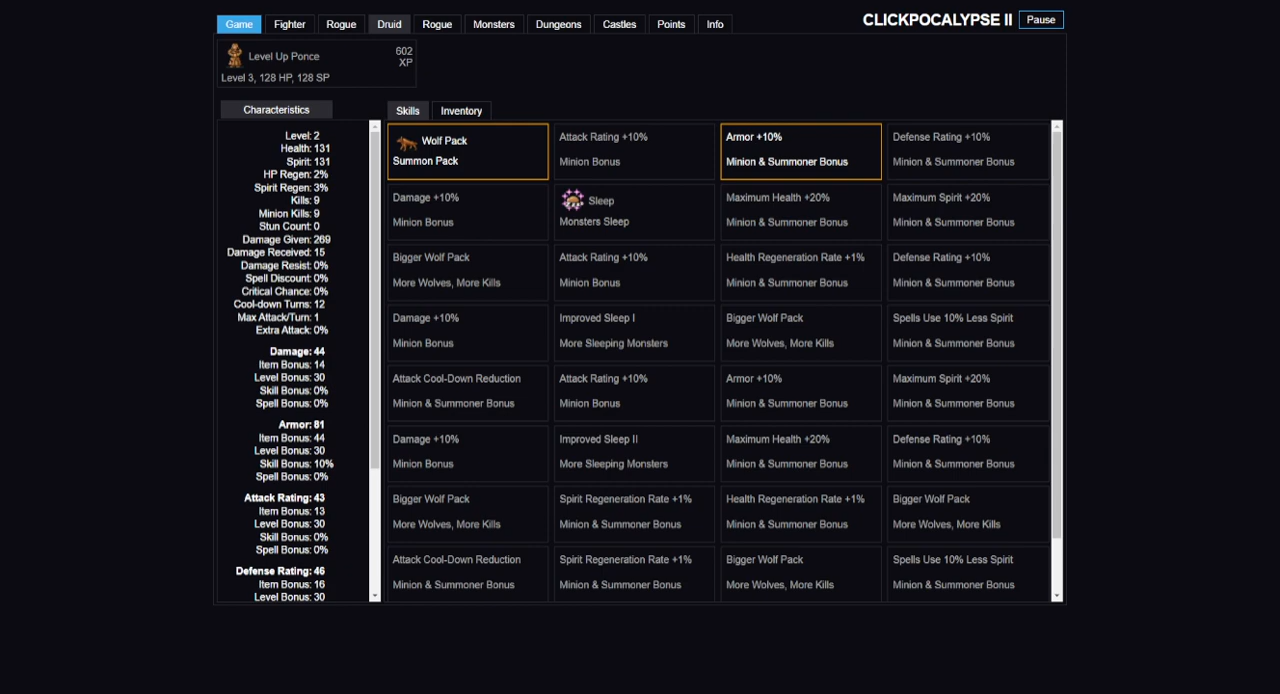 Game Fighter Rogue Druid Rogue Monsters Dungeons Castles Points Info CLICKPOCALYPSE II Pause
Level Up Ponce 602
XP
Level 3, 128 HP, 128 SP
Characteristics
Level: 2
Health: 131
Spirit: 131
HP Regen: 2%
Spirit Regen: 3%
Kills: 9
Minion Kills: 9
Stun Count: 0
Damage Given: 269
Damage Received: 15
Damage Resist: 0%
Spell Discount: 0%
Critical Chance: 0%
Cool-down Turns: 12
Max Attack/Turn: 1
Extra Attack: 0%
Damage: 44
Item Bonus: 14
Level Bonus: 30
Skill Bonus: 0%
Spell Bonus: 0%
Armor: 81
Item Bonus: 44
Level Bonus: 30
Skill Bonus: 10%
Spell Bonus: 0%
Attack Rating: 43
Item Bonus: 13
Level Bonus: 30
Skill Bonus: 0%
Spell Bonus: 0%
Defense Rating: 46
Item Bonus: 16
Level Bonus: 30
Skills Inventory
Wolf Pack Attack Rating +10% Armor +10% Defense Rating +10%
Summon Pack Minion Bonus Minion & Summoner Bonus Minion & Summoner Bonus
Damage +10% Sleep Maximum Health +20% Maximum Spirit +20%
Minion Bonus Monsters Sleep Minion & Summoner Bonus Minion & Summoner Bonus
Bigger Wolf Pack Attack Rating +10% Health Regeneration Rate +1% Defense Rating +10%
More Wolves, More Kills Minion Bonus Minion & Summoner Bonus Minion & Summoner Bonus
Damage +10% Improved Sleep I Bigger Wolf Pack Spells Use 10% Less Spirit
Minion Bonus More Sleeping Monsters More Wolves, More Kills Minion & Summoner Bonus
Attack Cool-Down Reduction Attack Rating +10% Armor +10% Maximum Spirit +20%
Minion & Summoner Bonus Minion Bonus Minion & Summoner Bonus Minion & Summoner Bonus
Damage +10% Improved Sleep II Maximum Health +20% Defense Rating +10%
Minion Bonus More Sleeping Monsters Minion & Summoner Bonus Minion & Summoner Bonus
Bigger Wolf Pack Spirit Regeneration Rate +1% Health Regeneration Rate +1% Bigger Wolf Pack
More Wolves, More Kills Minion & Summoner Bonus Minion & Summoner Bonus More Wolves, More Kills
Attack Cool-Down Reduction Spirit Regeneration Rate +1% Bigger Wolf Pack Spells Use 10% Less Spirit
Minion & Summoner Bonus Minion & Summoner Bonus More Wolves, More Kills Minion & Summoner Bonus